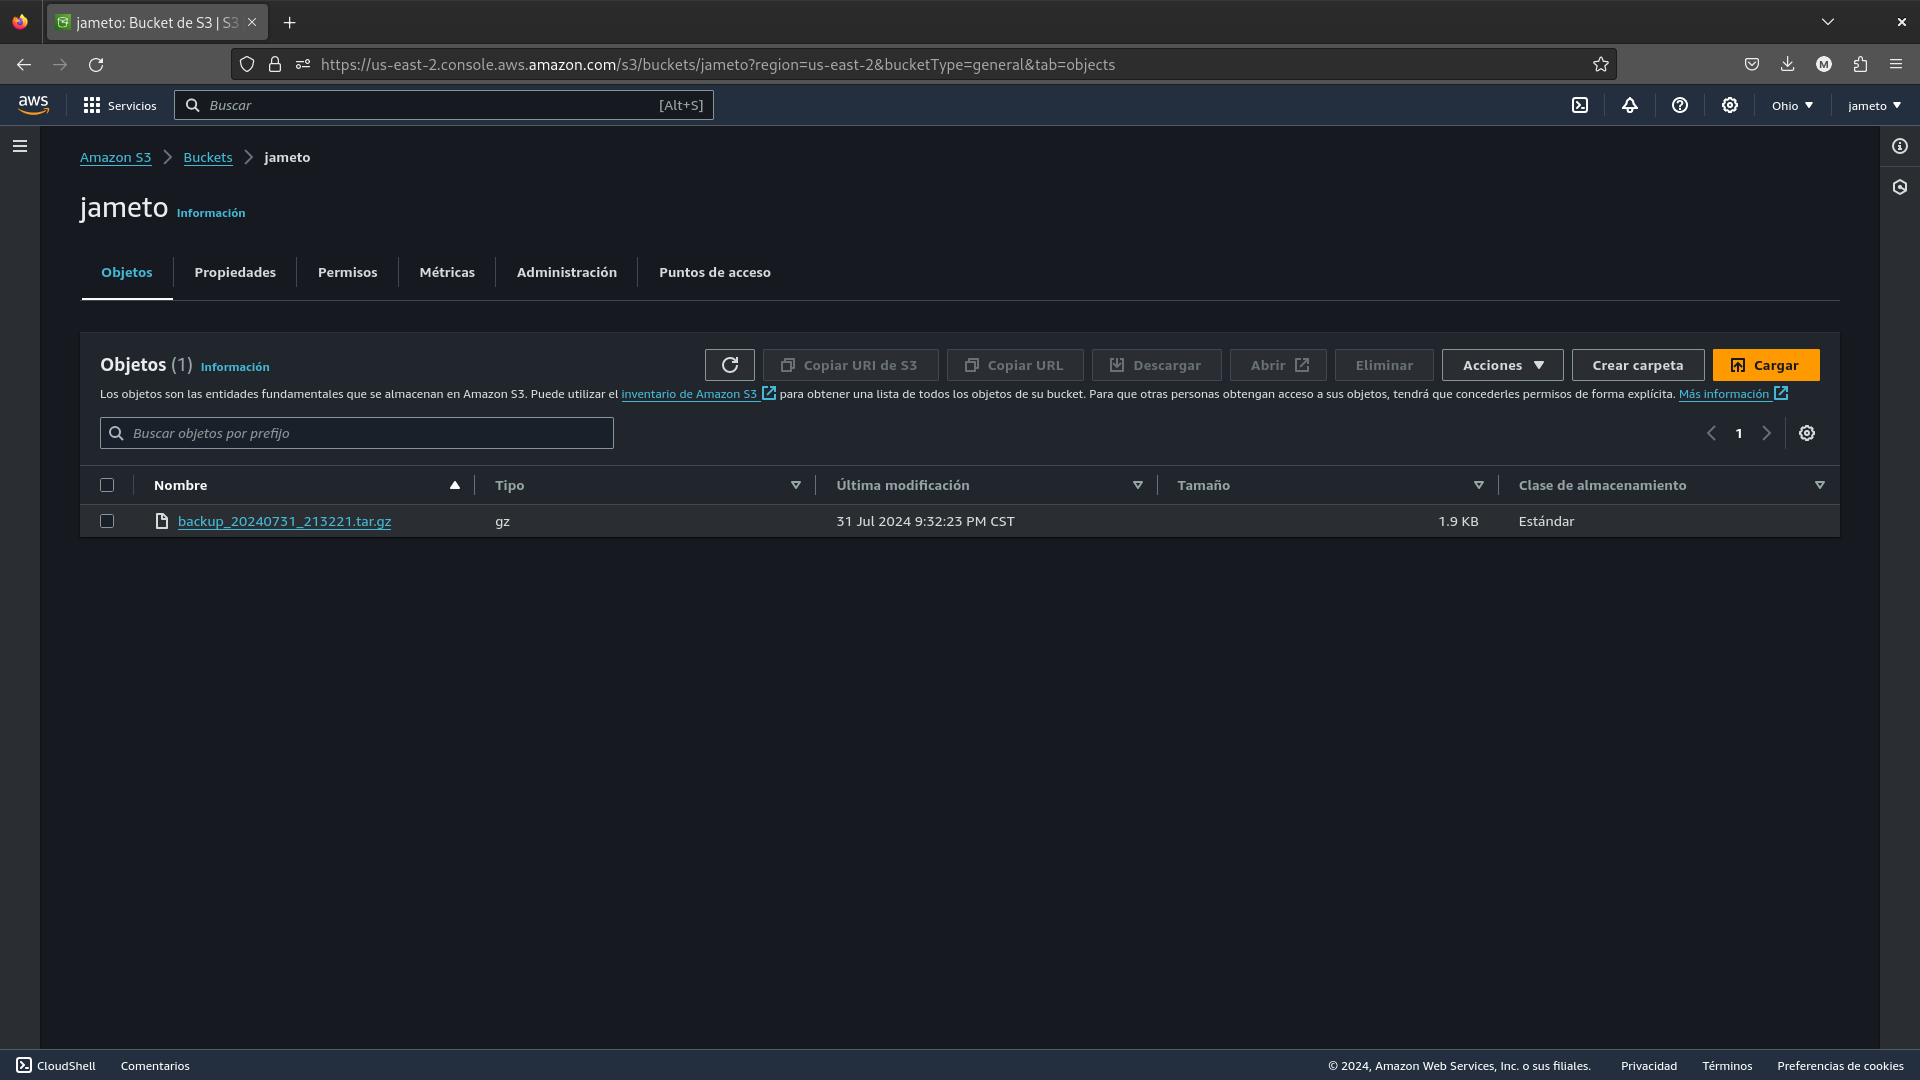 jameto: Bucket de S3 | S3
https://us-east-2.console.aws.amazon.com/s3/buckets/jameto?region=us-east-2&bucketType=general&tab=objects
M
aws
Servicios
Buscar
[Alt+S]
Ohio
jameto
Amazon S3
Buckets
jameto
jameto
Información
Objetos
Propiedades
Permisos
Métricas
Administración
Puntos de acceso
Objetos (1)
Información
Copiar URI de S3
Copiar URL
Descargar
Abrir
Eliminar
Acciones
Crear carpeta
Cargar
Los objetos son las entidades fundamentales que se almacenan en Amazon S3. Puede utilizar el inventario de Amazon S3 para obtener una lista de todos los objetos de su bucket. Para que otras personas obtengan acceso a sus objetos, tendrá que concederles permisos de forma explícita. Más información
Buscar objetos por prefijo
1
Nombre
Tipo
Última modificación
Tamaño
Clase de almacenamiento
backup_20240731_213221.tar.gz
gz
31 Jul 2024 9:32:23 PM CST
1.9 KB
Estándar
CloudShell
Comentarios
© 2024, Amazon Web Services, Inc. o sus filiales.
Privacidad
Términos
Preferencias de cookies